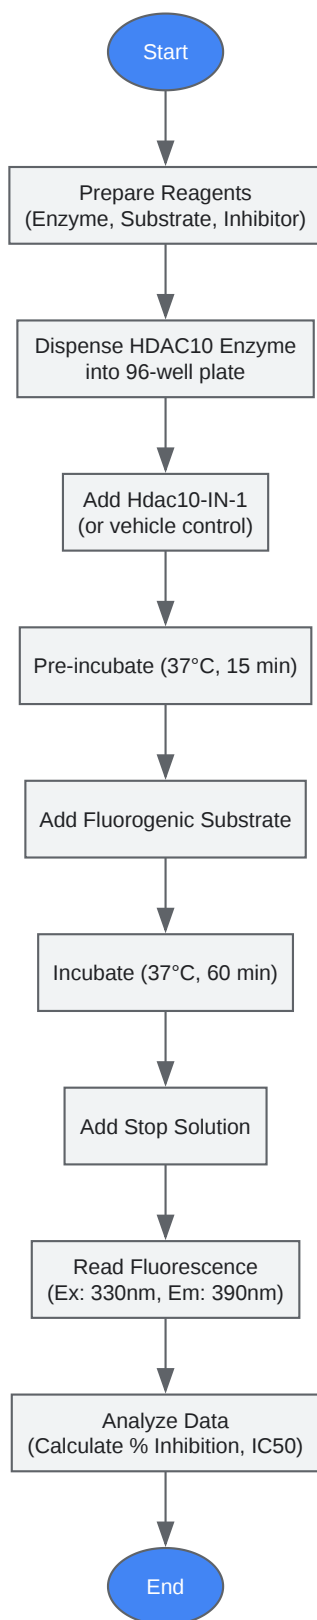 Start
Prepare Reagents
(Enzyme, Substrate, Inhibitor)
Dispense HDAC10 Enzyme
into 96-well plate
Add Hdac10-IN-1
(or vehicle control)
Pre-incubate (37°C, 15 min)
Add Fluorogenic Substrate
Incubate (37°C, 60 min)
Add Stop Solution
Read Fluorescence
(Ex: 330nm, Em: 390nm)
Analyze Data
(Calculate % Inhibition, IC50)
End